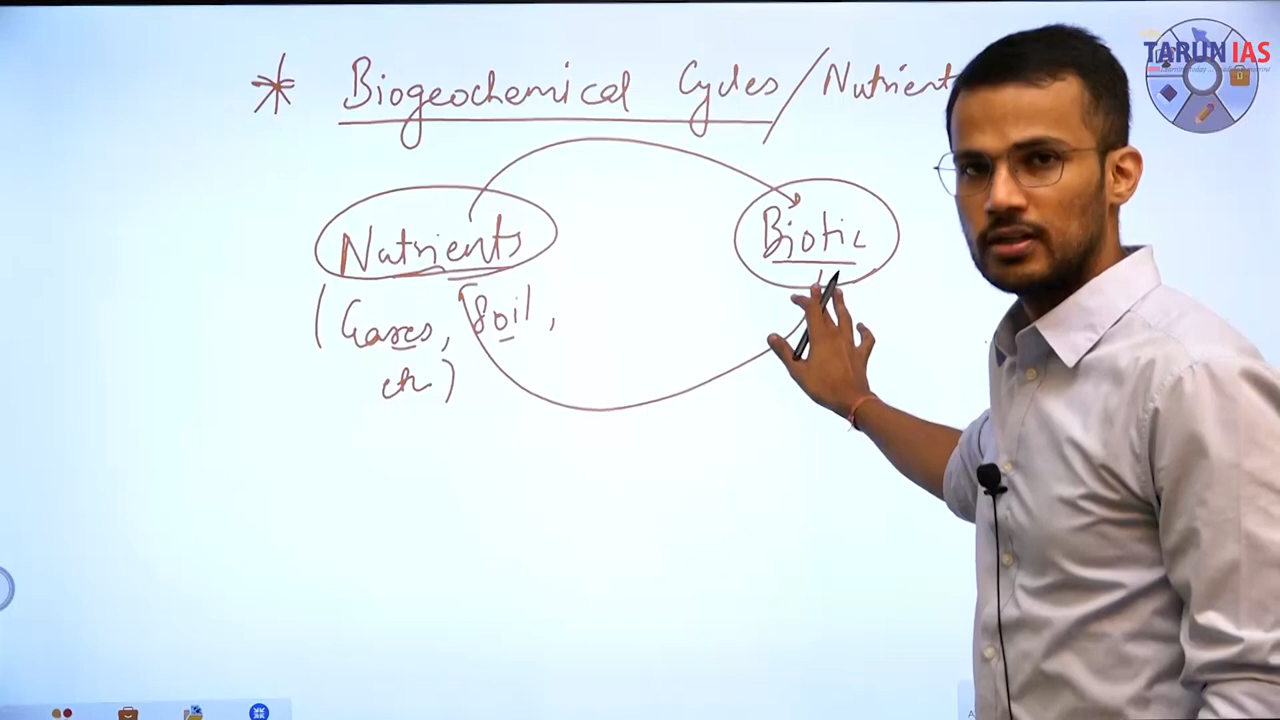 * Biogeochemical Cycles / Nutrient
Nutrients
Biotic
(Gases, Soil,
etc)
TARUN IAS